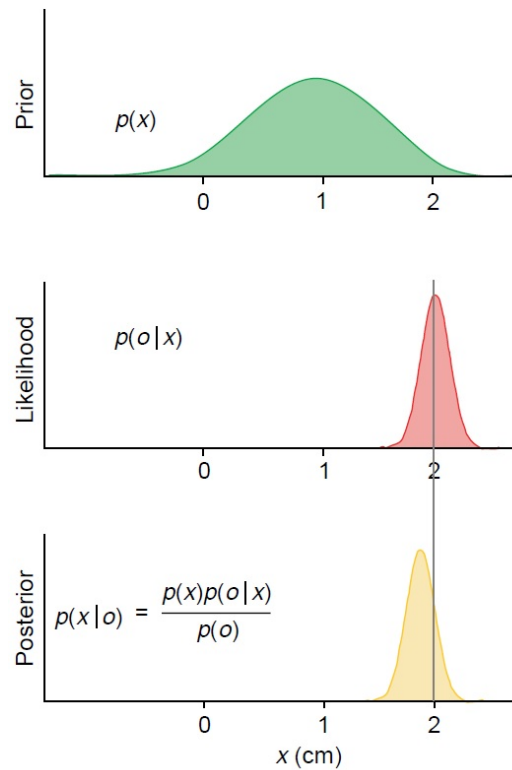 Prior
p(x)
0 1 2
Likelihood
p(o|x)
0 1 2
Posterior
p(x|o) = p(x)p(o|x)
p(o)
0 1 2
x (cm)